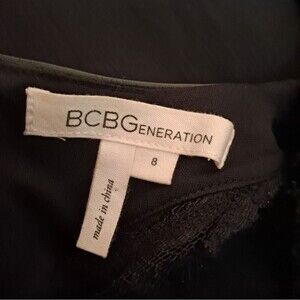 BCBGENERATION
8
made in china